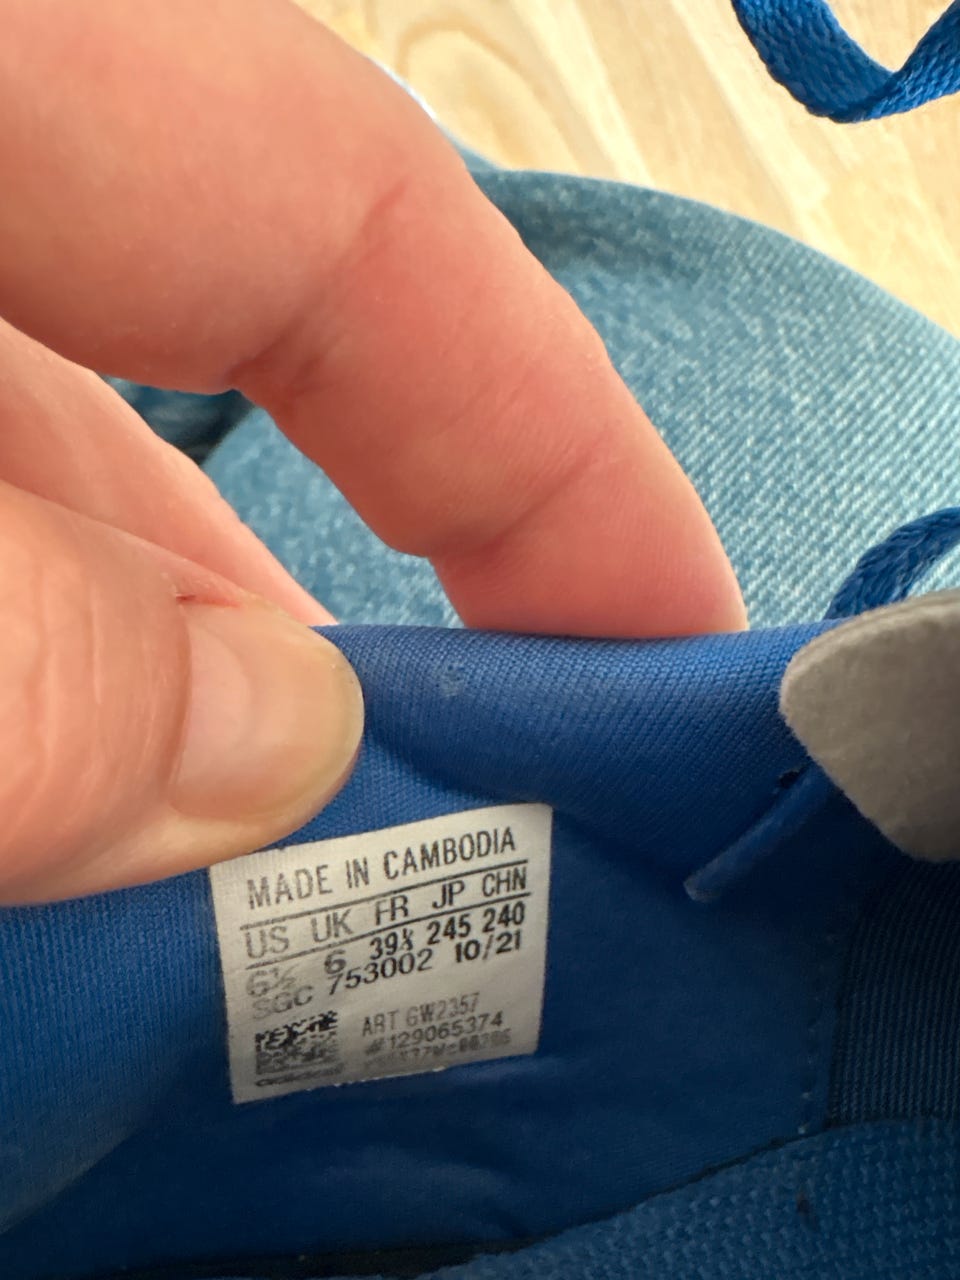 MADE IN CAMBODIA
US UK FR JP CHN
6½ 6 39⅓ 245 240
SGC 753002 10/21
ART GW2357
#129065374
adidas